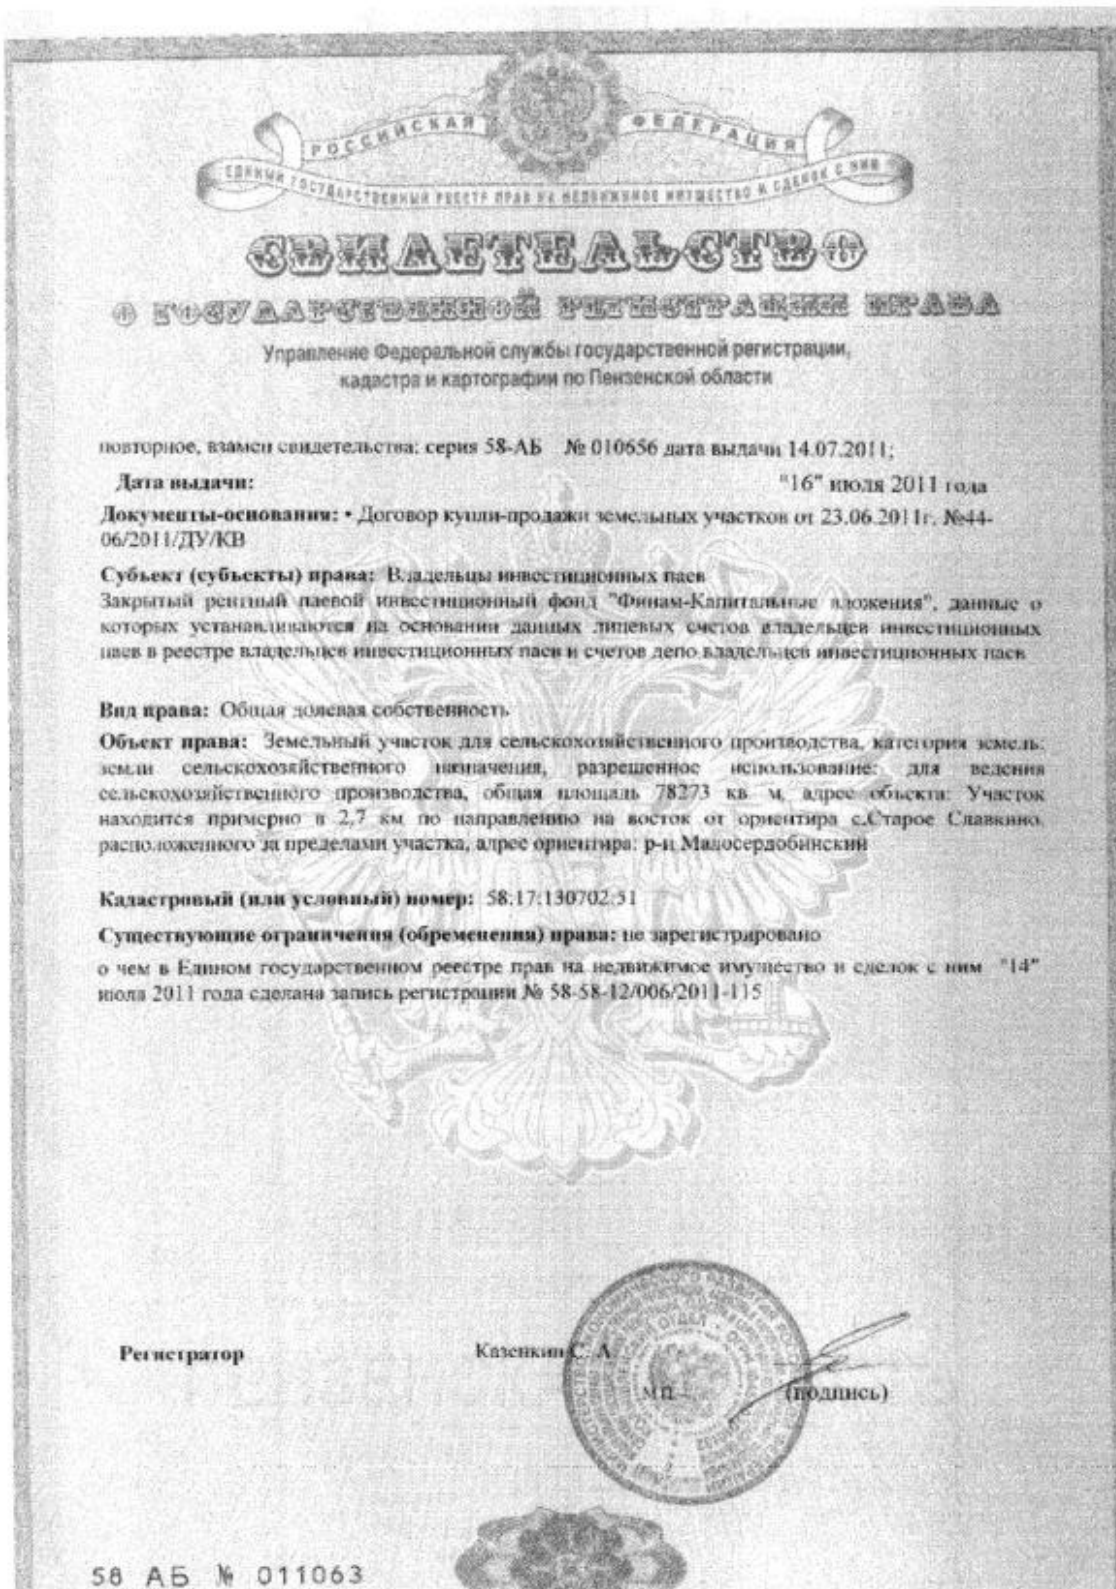 РОССИЙСКАЯ ФЕДЕРАЦИЯ
ЕДИНЫЙ ГОСУДАРСТВЕННЫЙ РЕЕСТР ПРАВ НА НЕДВИЖИМОЕ ИМУЩЕСТВО И СДЕЛОК С НИМ
СВИДЕТЕЛЬСТВО
О ГОСУДАРСТВЕННОЙ РЕГИСТРАЦИИ ПРАВА
Управление Федеральной службы государственной регистрации,
кадастра и картографии по Пензенской области
повторное, взамен свидетельства: серия 58-АБ № 010656 дата выдачи 14.07.2011;
Дата выдачи: "16" июля 2011 года
Документы-основания: • Договор купли-продажи земельных участков от 23.06.2011г. №44-
06/2011/ДУ/КВ
Субъект (субъекты) права: Владельцы инвестиционных паев
Закрытый рентный паевой инвестиционный фонд "Финам-Капитальные вложения", данные о
которых устанавливаются на основании данных лицевых счетов владельцев инвестиционных
паев в реестре владельцев инвестиционных паев и счетов депо владельцев инвестиционных паев
Вид права: Общая долевая собственность
Объект права: Земельный участок для сельскохозяйственного производства, категория земель:
земли сельскохозяйственного назначения, разрешенное использование: для ведения
сельскохозяйственного производства, общая площадь 78273 кв. м, адрес объекта: Участок
находится примерно в 2,7 км по направлению на восток от ориентира с.Старое Славкино,
расположенного за пределами участка, адрес ориентира: р-н Малосердобинский
Кадастровый (или условный) номер: 58:17:130702:51
Существующие ограничения (обременения) права: не зарегистрировано
о чем в Едином государственном реестре прав на недвижимое имущество и сделок с ним "14"
июля 2011 года сделана запись регистрации № 58-58-12/006/2011-115
Регистратор Казенкин С. А.
М.П. (подпись)
58 АБ № 011063